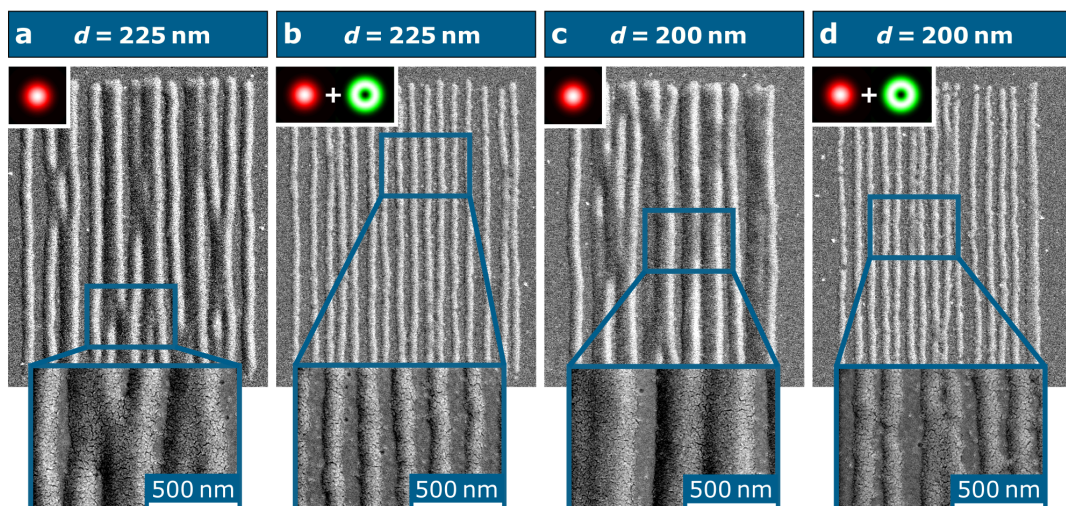 a d = 225 nm
b d = 225 nm
c d = 200 nm
d d = 200 nm
+
+
500 nm
500 nm
500 nm
500 nm